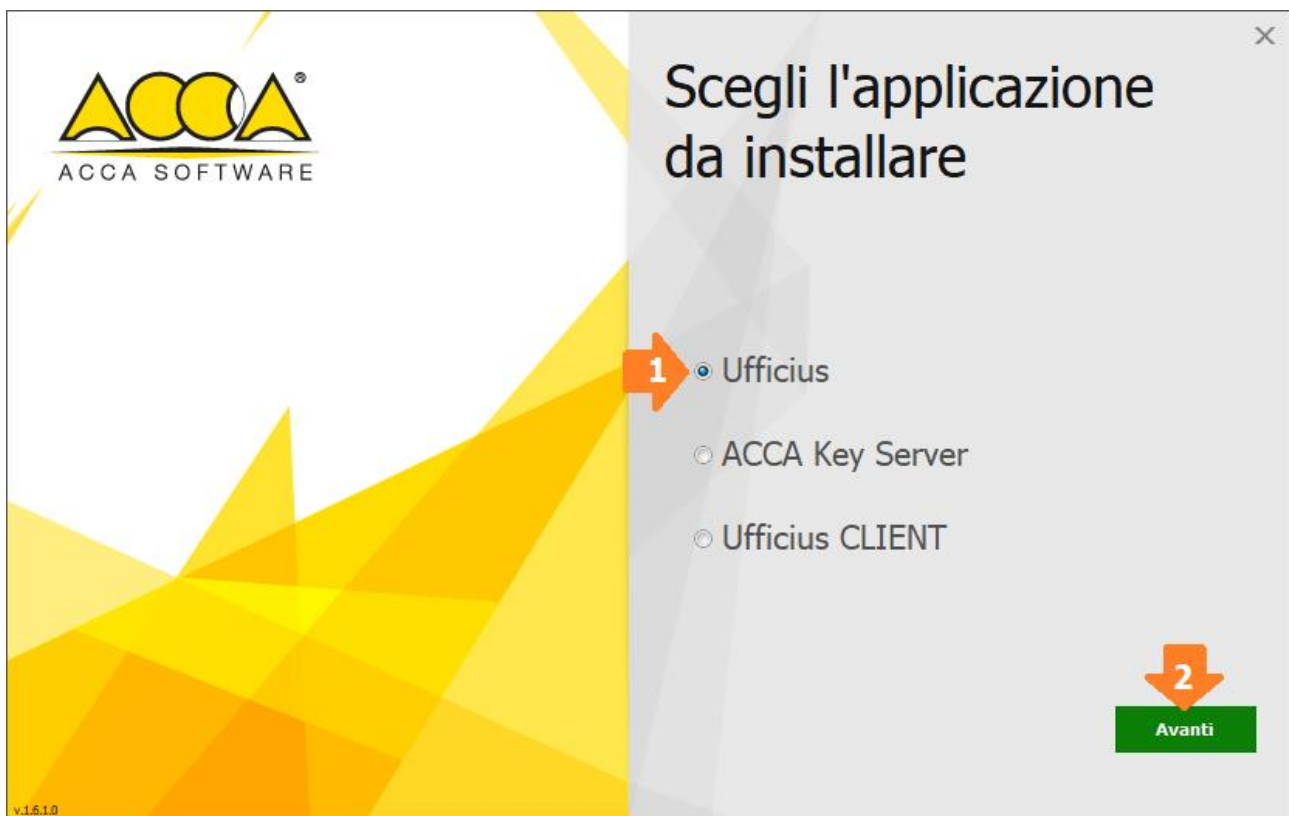 ACCA®
ACCA SOFTWARE
Scegli l'applicazione
da installare
1
Ufficius
ACCA Key Server
Ufficius CLIENT
2
Avanti
v.1.6.1.0